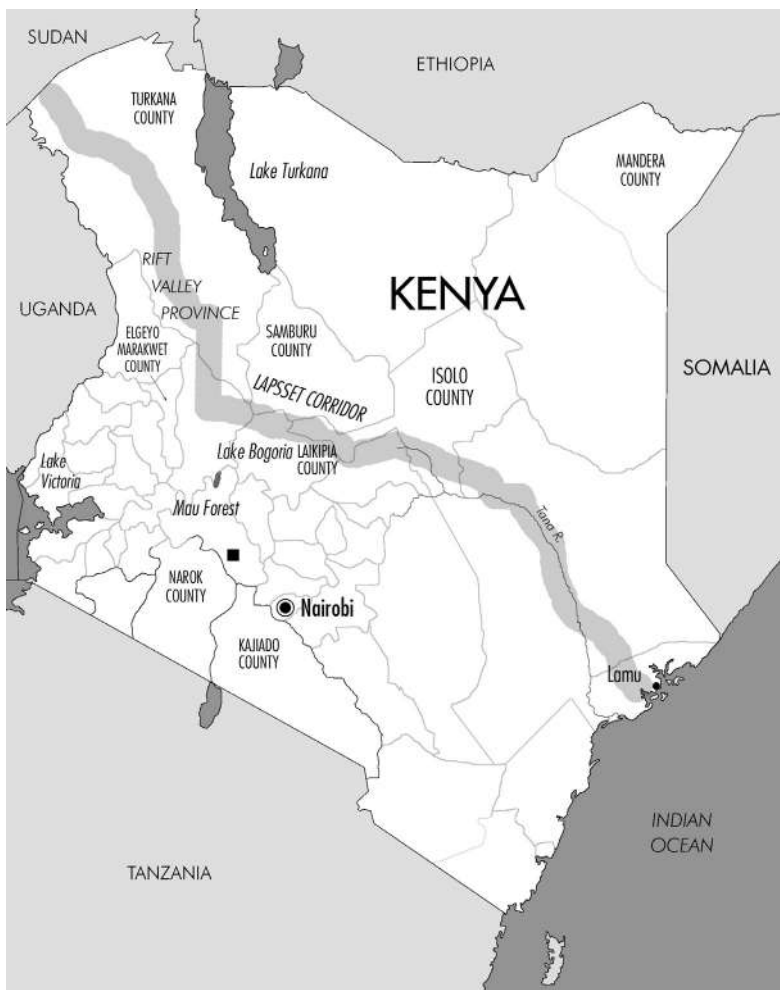 SUDAN
ETHIOPIA
TURKANA
COUNTY
MANDERA
COUNTY
Lake Turkana
RIFT
VALLEY
PROVINCE
KENYA
UGANDA
ELGEYO
MARAKWET
COUNTY
SAMBURU
COUNTY
ISOLO
COUNTY
SOMALIA
LAPSSET CORRIDOR
Lake
Victoria
Lake Bogoria
LAIKIPIA
COUNTY
Mau Forest
Tana R.
NAROK
COUNTY
Nairobi
KAJIADO
COUNTY
Lamu
INDIAN
OCEAN
TANZANIA